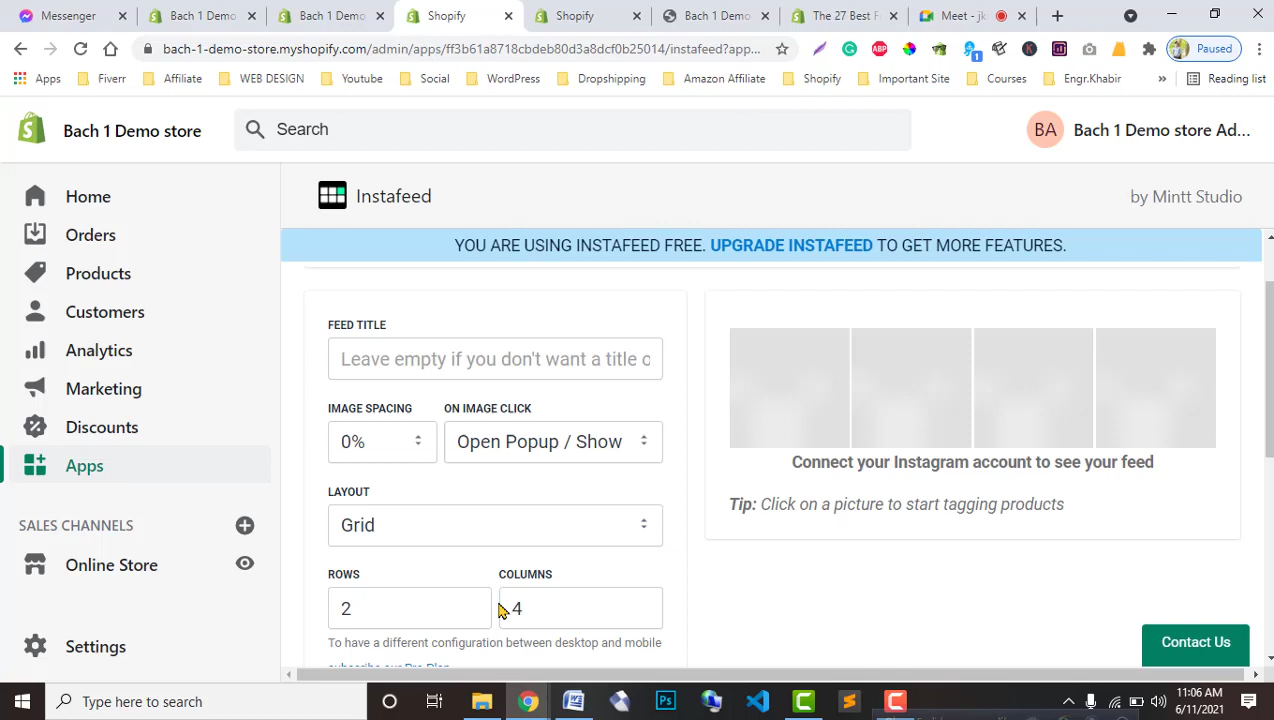 Messenger
Bach 1 Demo
Bach 1 Demo
Shopify
Shopify
Bach 1 Demo
The 27 Best F
Meet - jk
bach-1-demo-store.myshopify.com/admin/apps/ff3b61a8718cbdeb80d3a8dcf0b25014/instafeed?app...
ABP
1
Paused
Apps
Fiverr
Affiliate
WEB DESIGN
Youtube
Social
WordPress
Dropshipping
Amazon Affiliate
Shopify
Important Site
Courses
Engr.Khabir
»
Reading list
Bach 1 Demo store
Search
BA
Bach 1 Demo store Ad...
Home
Orders
Products
Customers
Analytics
Marketing
Discounts
Apps
SALES CHANNELS
Online Store
Settings
Instafeed
by Mintt Studio
YOU ARE USING INSTAFEED FREE. UPGRADE INSTAFEED TO GET MORE FEATURES.
FEED TITLE
Leave empty if you don't want a title o
IMAGE SPACING
ON IMAGE CLICK
0%
Open Popup / Show
LAYOUT
Grid
ROWS
COLUMNS
2
4
To have a different configuration between desktop and mobile
subscribe our Pro Plan
Connect your Instagram account to see your feed
Tip: Click on a picture to start tagging products
Contact Us
Type here to search
Ps
11:06 AM
6/11/2021